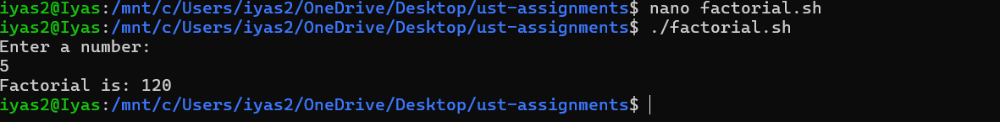 iyas2@Iyas:/mnt/c/Users/iyas2/OneDrive/Desktop/ust-assignments$ nano factorial.sh
iyas2@Iyas:/mnt/c/Users/iyas2/OneDrive/Desktop/ust-assignments$ ./factorial.sh
Enter a number:
5
Factorial is: 120
iyas2@Iyas:/mnt/c/Users/iyas2/OneDrive/Desktop/ust-assignments$